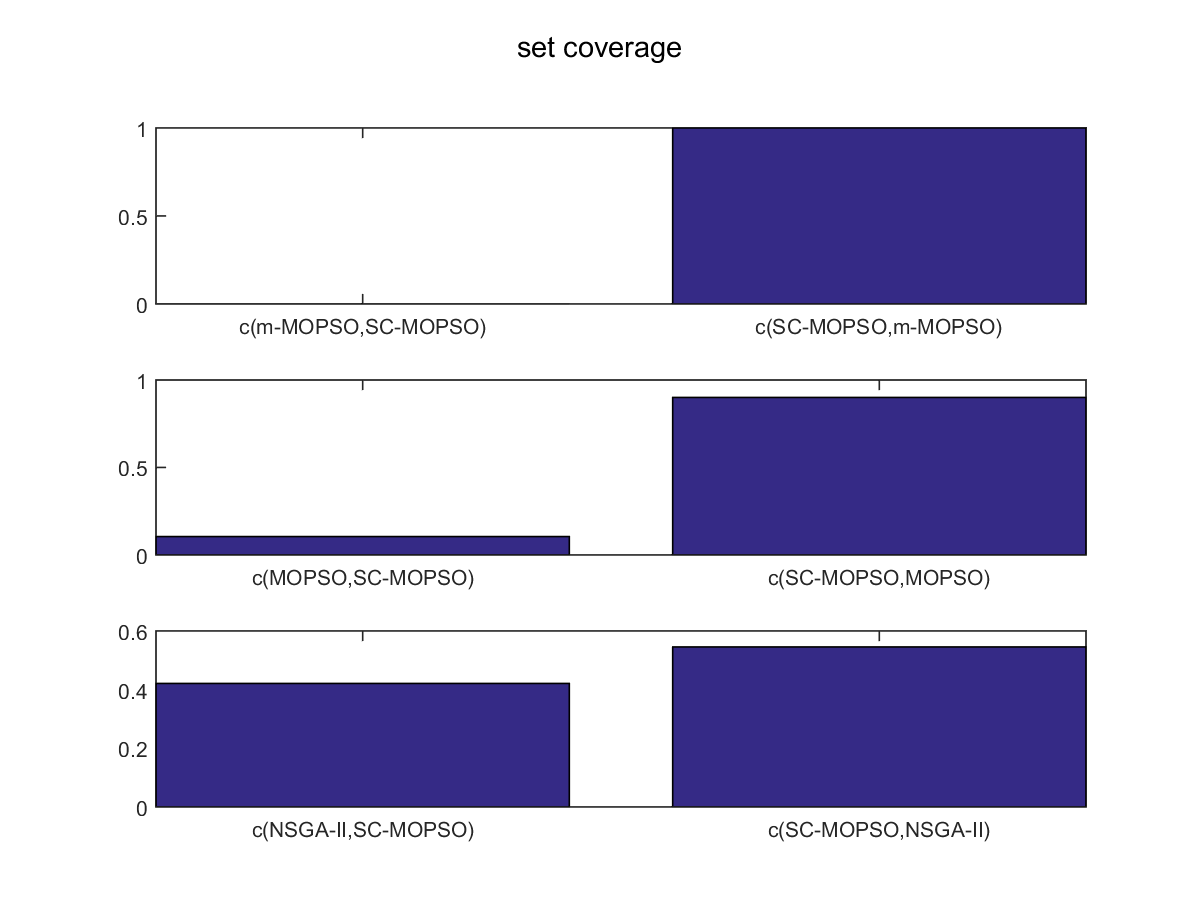 set coverage
1
0.5
0
c(m-MOPSO,SC-MOPSO) c(SC-MOPSO,m-MOPSO)
1
0.5
0
c(MOPSO,SC-MOPSO) c(SC-MOPSO,MOPSO)
0.6
0.4
0.2
0
c(NSGA-II,SC-MOPSO) c(SC-MOPSO,NSGA-II)